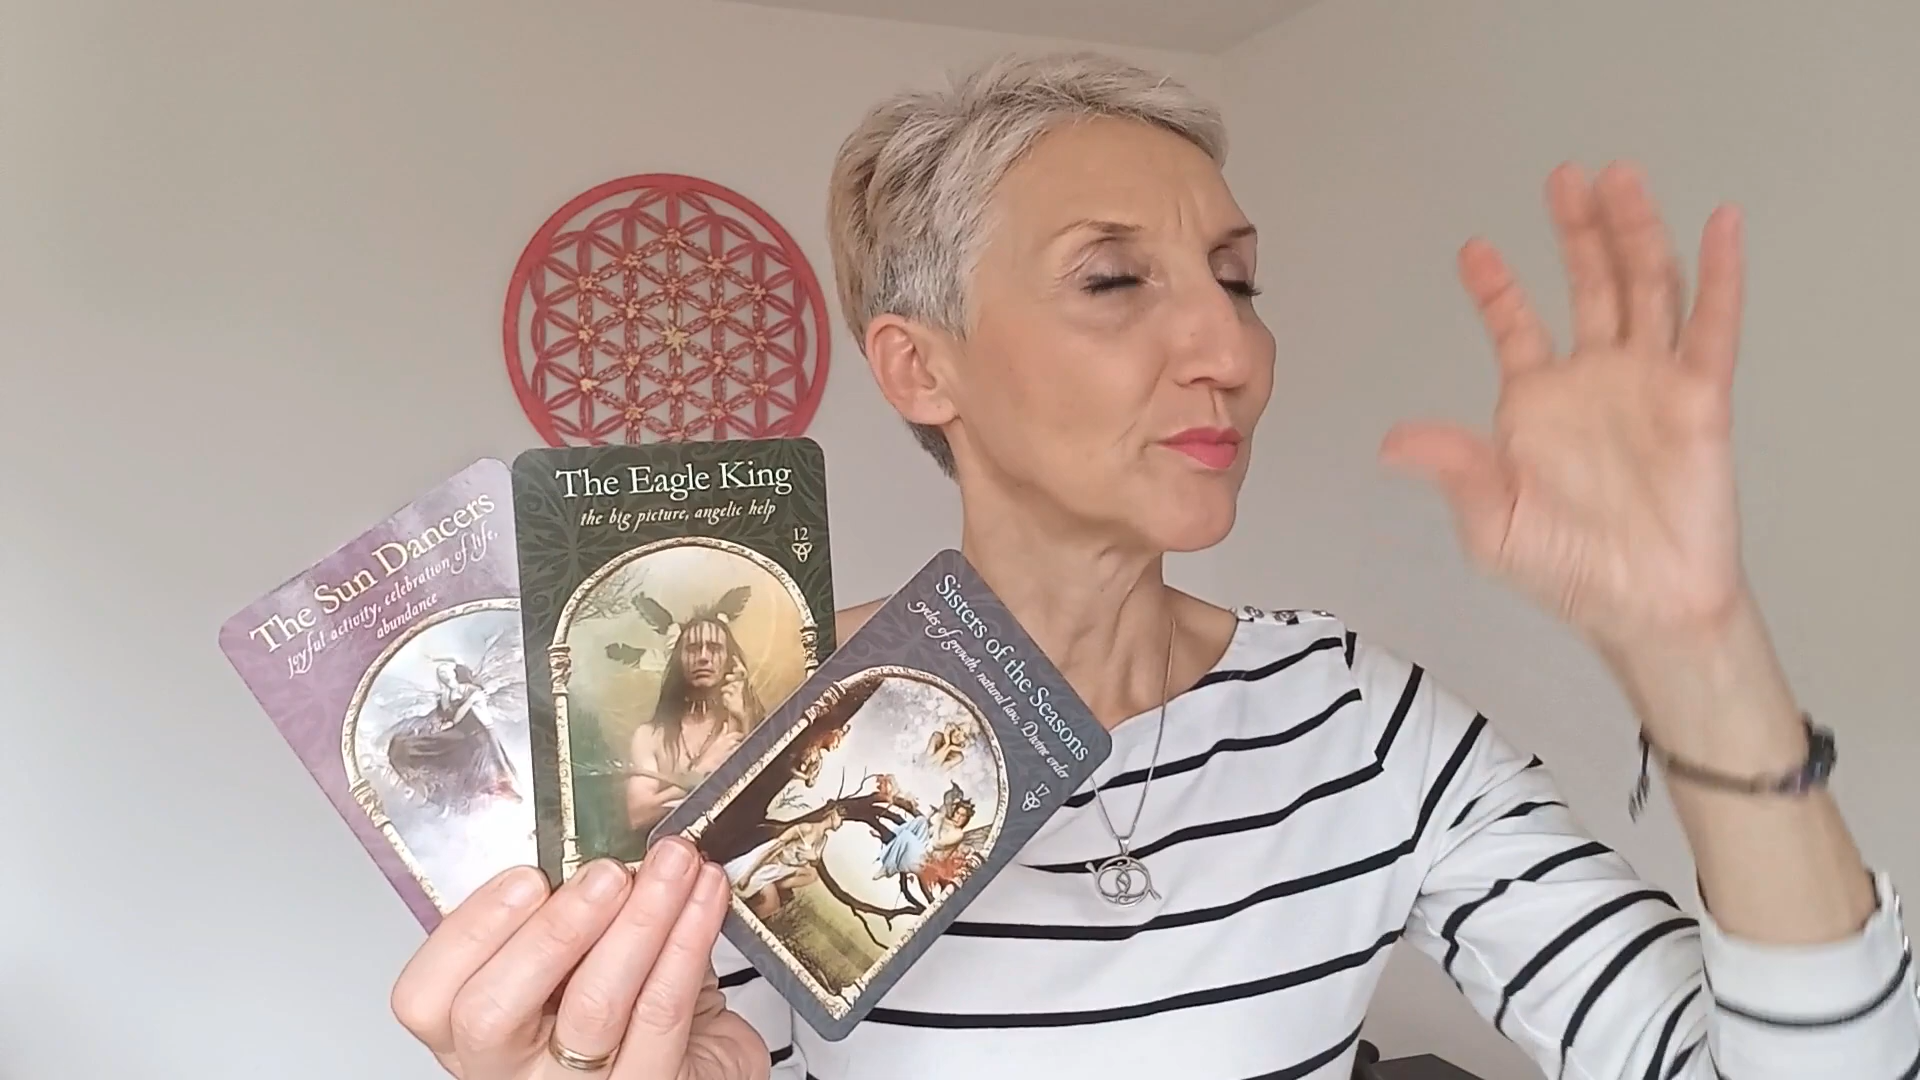 The Sun Dancers
joyful activity, celebration of life,
abundance
The Eagle King
the big picture, angelic help
12
Sisters of the Seasons
cycles of growth, natural law, Divine order
17